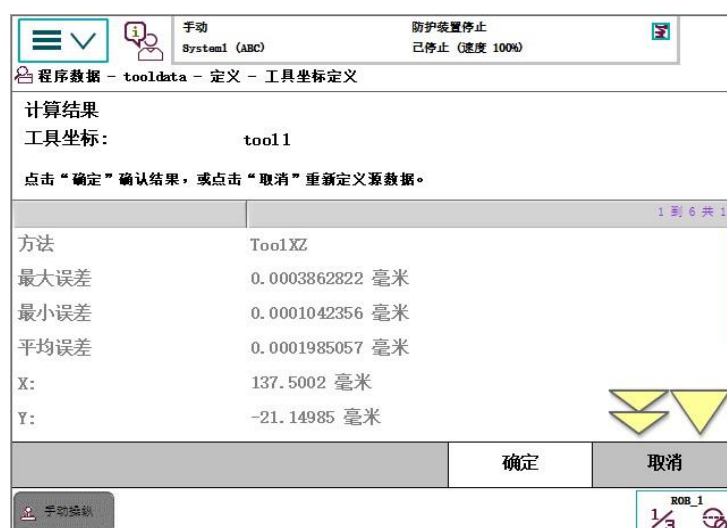 手动
System1 (ABC)
防护装置停止
已停止 (速度 100%)
程序数据 - tooldata - 定义 - 工具坐标定义
计算结果
工具坐标: tool1
点击“确定”确认结果，或点击“取消”重新定义源数据。
1 到 6 共 1
方法 ToolXZ
最大误差 0.0003862822 毫米
最小误差 0.0001042356 毫米
平均误差 0.0001985057 毫米
X: 137.5002 毫米
Y: -21.14985 毫米
确定 取消
手动操纵
ROB_1
1/3